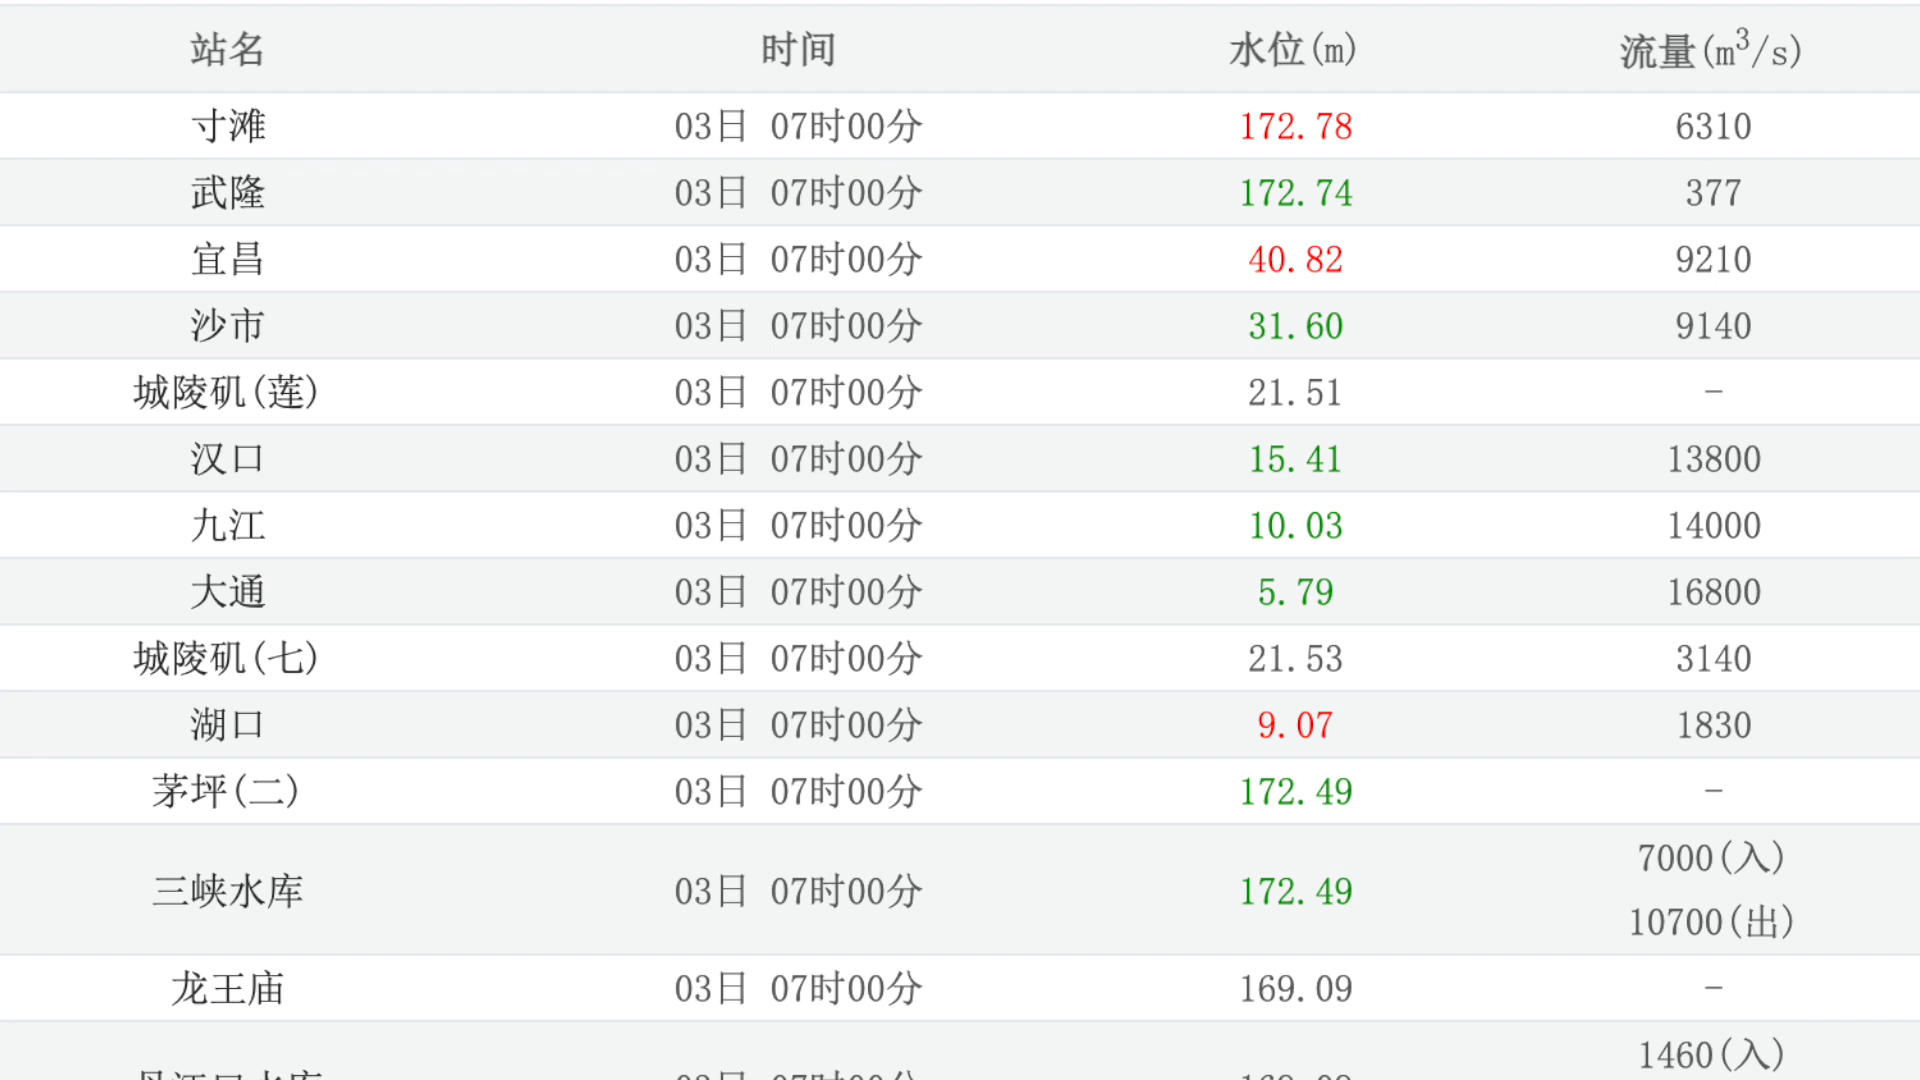 站名 时间 水位(m) 流量(m³/s)
寸滩 03日 07时00分 172.78 6310
武隆 03日 07时00分 172.74 377
宜昌 03日 07时00分 40.82 9210
沙市 03日 07时00分 31.60 9140
城陵矶(莲) 03日 07时00分 21.51 -
汉口 03日 07时00分 15.41 13800
九江 03日 07时00分 10.03 14000
大通 03日 07时00分 5.79 16800
城陵矶(七) 03日 07时00分 21.53 3140
湖口 03日 07时00分 9.07 1830
茅坪(二) 03日 07时00分 172.49 -
三峡水库 03日 07时00分 172.49 7000(入)
10700(出)
龙王庙 03日 07时00分 169.09 -
1460(入)